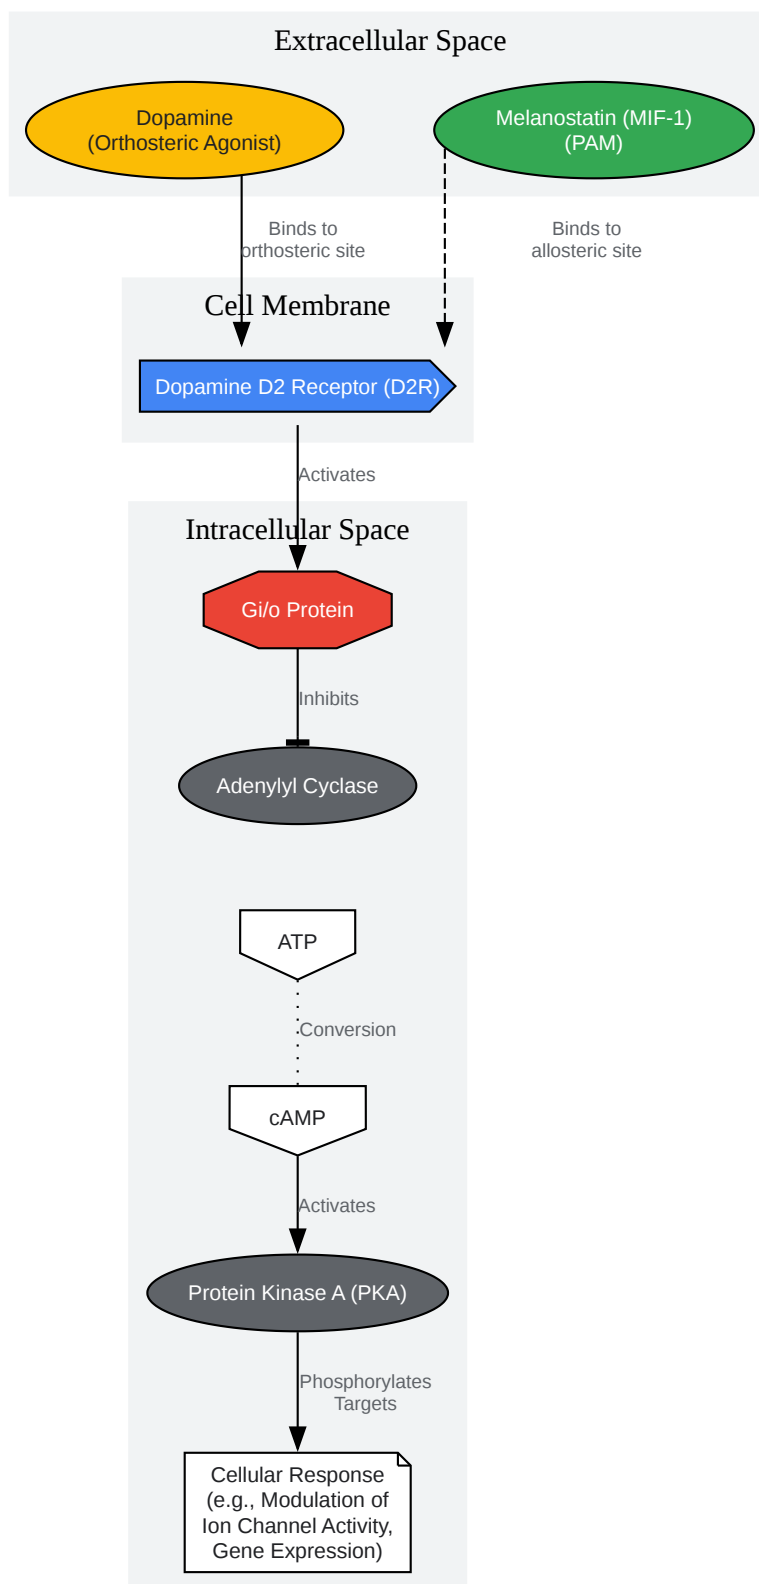 Extracellular Space
Dopamine
(Orthosteric Agonist)
Melanostatin (MIF-1)
(PAM)
Binds to
orthosteric site
Binds to
allosteric site
Cell Membrane
Dopamine D2 Receptor (D2R)
Activates
Intracellular Space
Gi/o Protein
Inhibits
Adenylyl Cyclase
ATP
Conversion
cAMP
Activates
Protein Kinase A (PKA)
Phosphorylates
Targets
Cellular Response
(e.g., Modulation of
Ion Channel Activity,
Gene Expression)